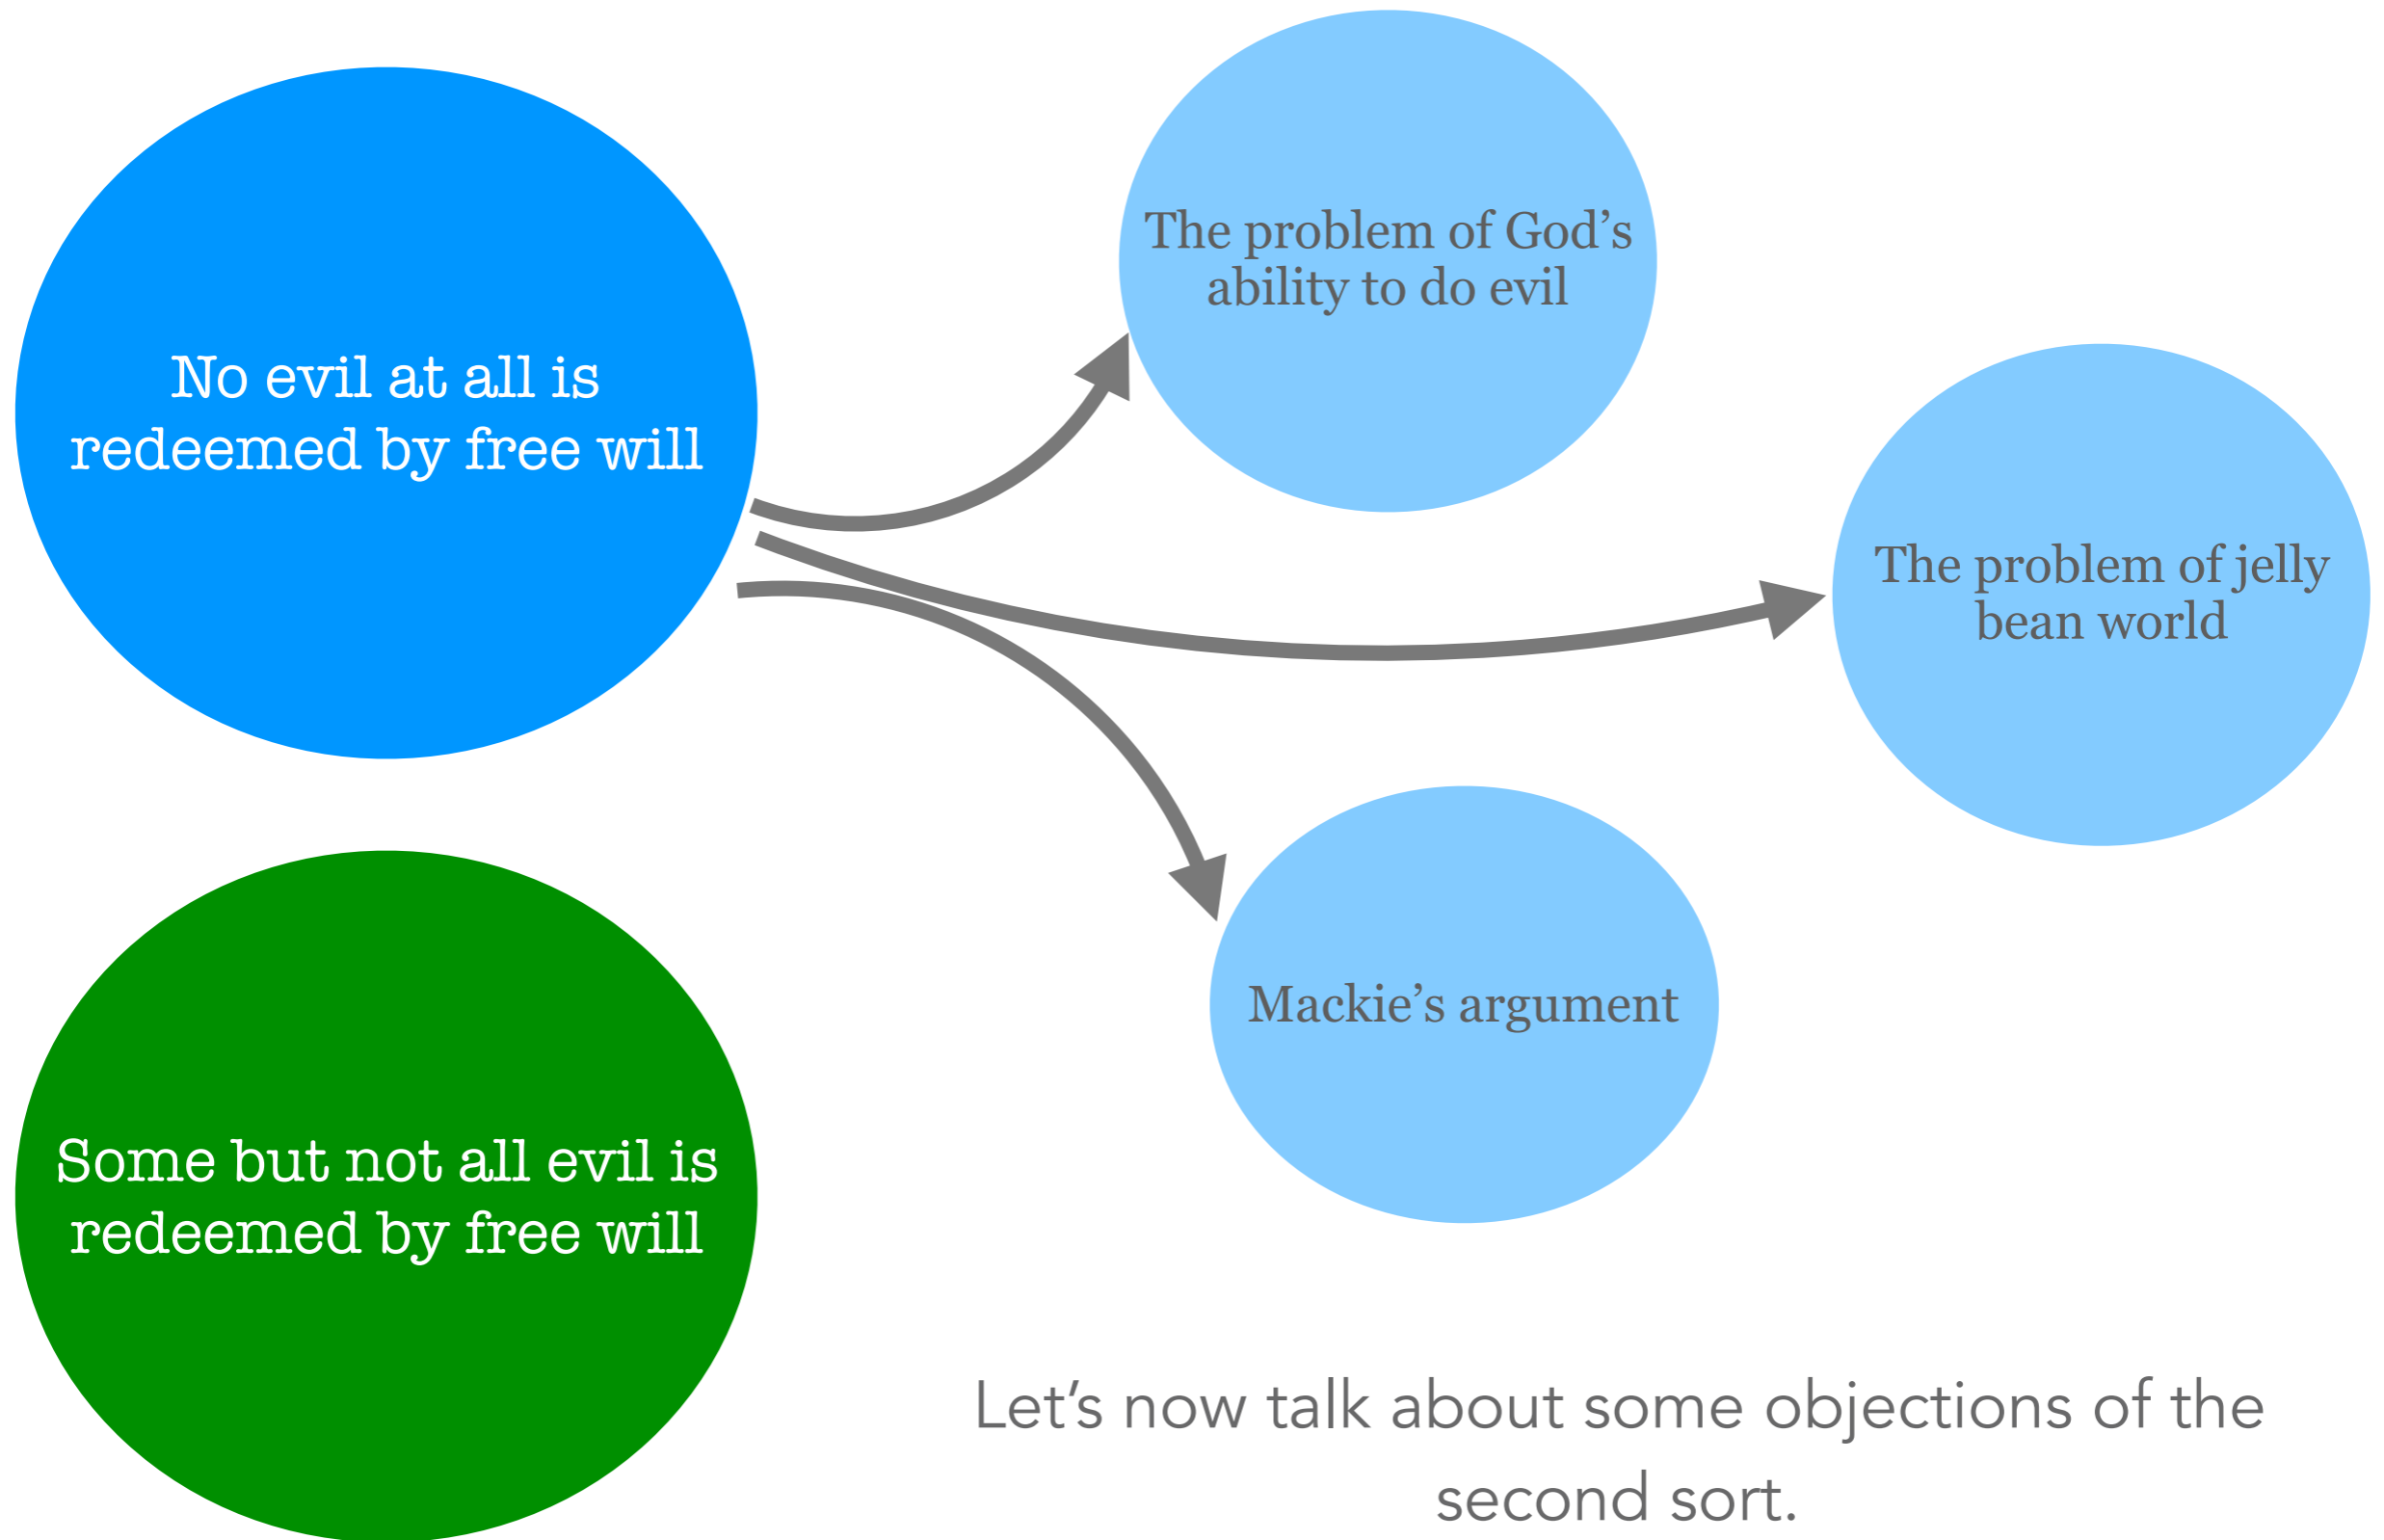 No evil at all is
redeemed by free will
The problem of God’s
ability to do evil
The problem of jelly
bean world
Mackie’s argument
Some but not all evil is
redeemed by free will
Let’s now talk about some objections of the
second sort.